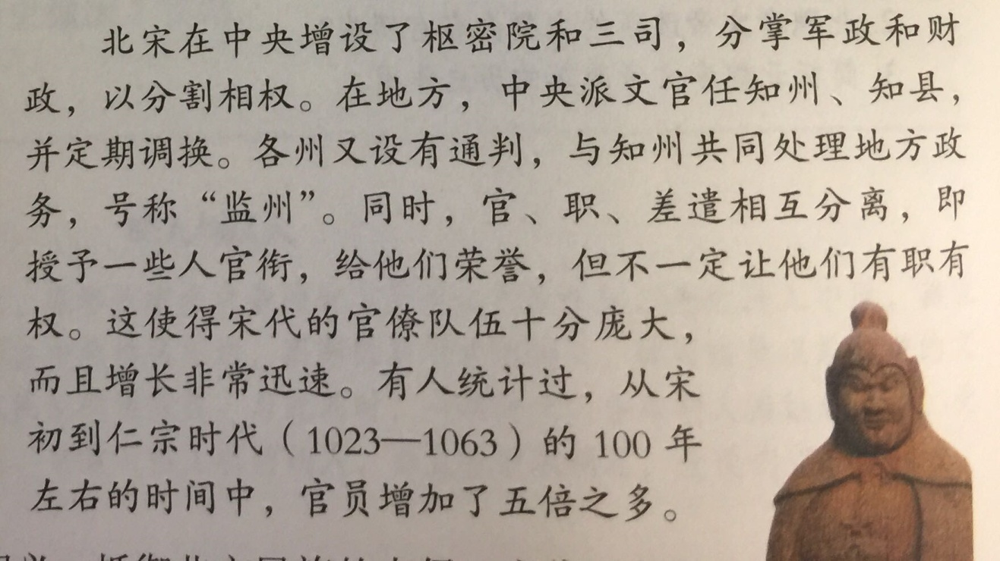 北宋在中央增设了枢密院和三司，分掌军政和财
政，以分割相权。在地方，中央派文官任知州、知县，
并定期调换。各州又设有通判，与知州共同处理地方政
务，号称“监州”。同时，官、职、差遣相互分离，即
授予一些人官衔，给他们荣誉，但不一定让他们有职有
权。这使得宋代的官僚队伍十分庞大，
而且增长非常迅速。有人统计过，从宋
初到仁宗时代（1023—1063）的 100 年
左右的时间中，官员增加了五倍之多。